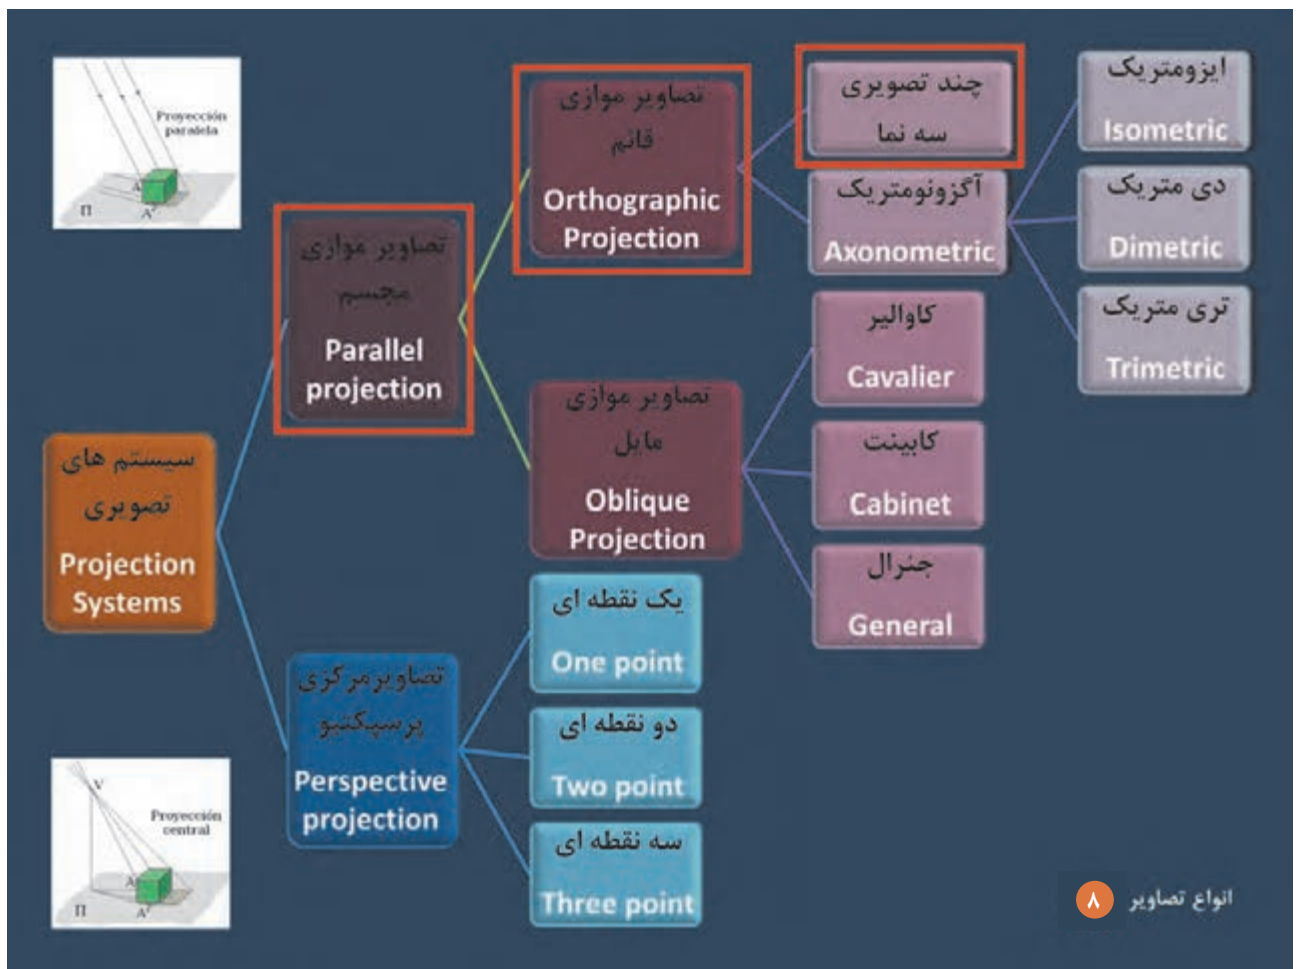 Proyección
paralela
A
A'
Π
سیستم های
تصویری
Projection
Systems
تصاویر موازی
مجسم
Parallel
projection
تصاویر موازی
قائم
Orthographic
Projection
چند تصویری
سه نما
آگزونومتریک
Axonometric
ایزومتریک
Isometric
دی متریک
Dimetric
تری متریک
Trimetric
تصاویر موازی
مایل
Oblique
Projection
کاوالیر
Cavalier
کابینت
Cabinet
جنرال
General
تصاویرمرکزی
پرسپکتیو
Perspective
projection
یک نقطه ای
One point
دو نقطه ای
Two point
سه نقطه ای
Three point
V
Proyección
central
A
A'
Π
انواع تصاویر ۸